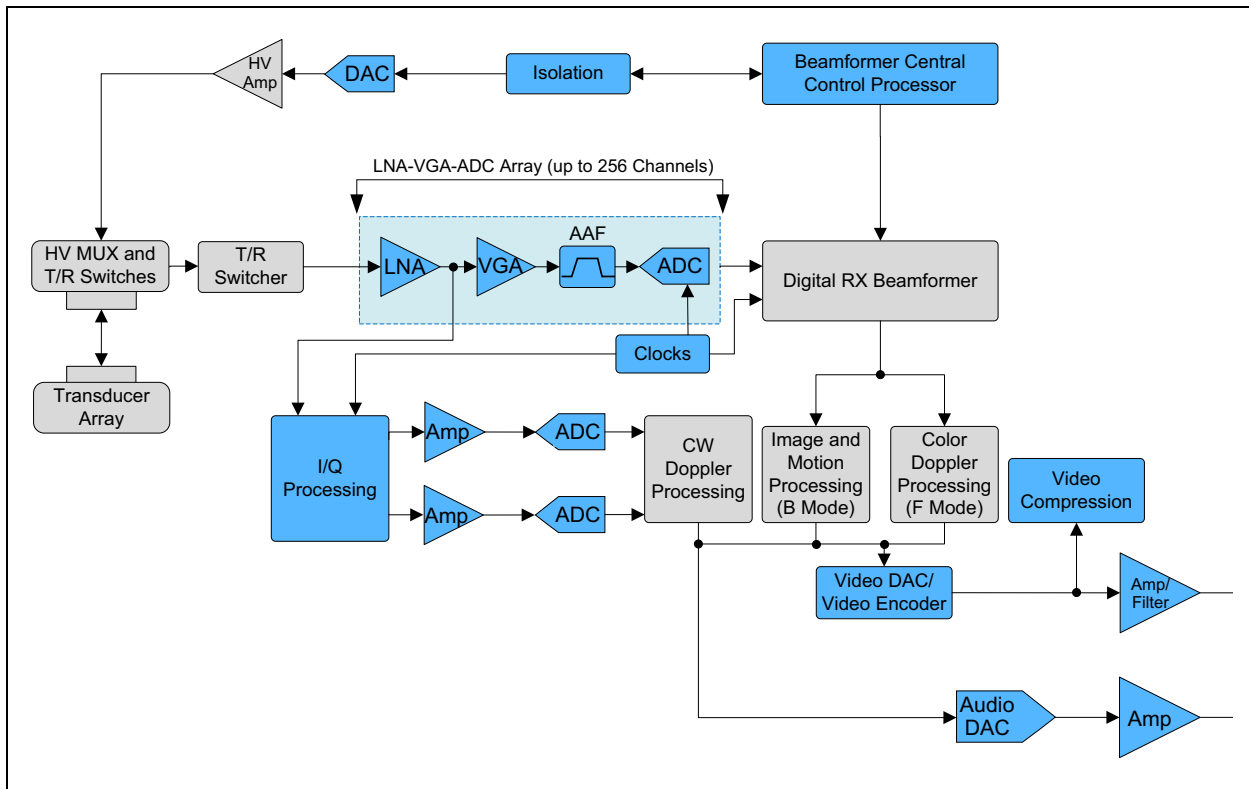 HV
Amp
DAC
Isolation
Beamformer Central
Control Processor
LNA-VGA-ADC Array (up to 256 Channels)
HV MUX and
T/R Switches
T/R
Switcher
LNA
VGA
AAF
ADC
Digital RX Beamformer
Clocks
Transducer
Array
I/Q
Processing
Amp
ADC
Amp
ADC
CW
Doppler
Processing
Image and
Motion
Processing
(B Mode)
Color
Doppler
Processing
(F Mode)
Video
Compression
Video DAC/
Video Encoder
Amp/
Filter
Audio
DAC
Amp